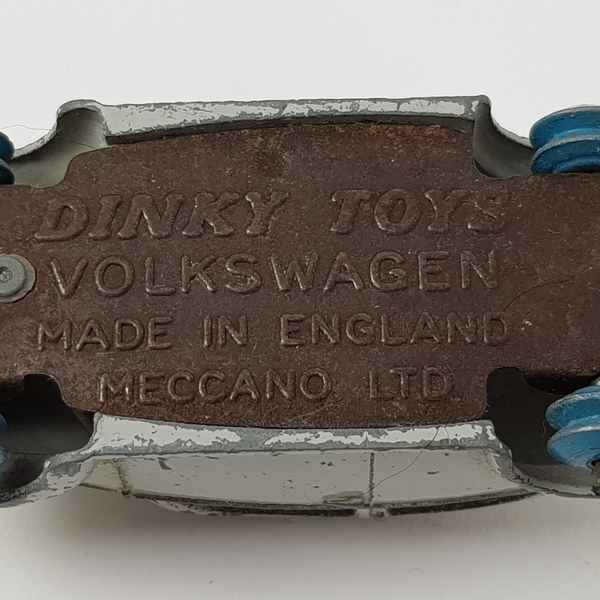 DINKY TOYS
VOLKSWAGEN
MADE IN ENGLAND
MECCANO LTD